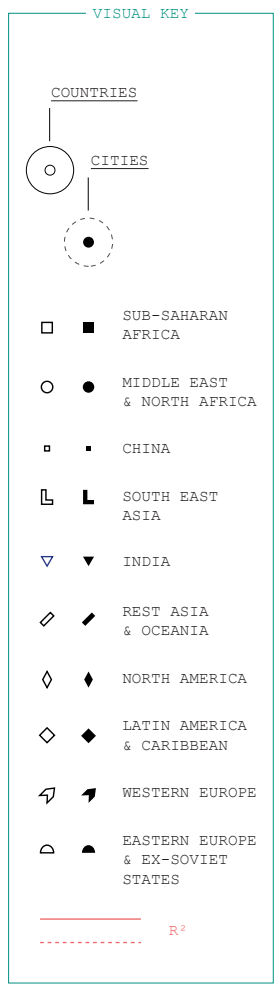 VISUAL KEY
COUNTRIES
CITIES
SUB-SAHARAN
AFRICA
MIDDLE EAST
& NORTH AFRICA
CHINA
SOUTH EAST
ASIA
INDIA
REST ASIA
& OCEANIA
NORTH AMERICA
LATIN AMERICA
& CARIBBEAN
WESTERN EUROPE
EASTERN EUROPE
& EX-SOVIET
STATES
R²